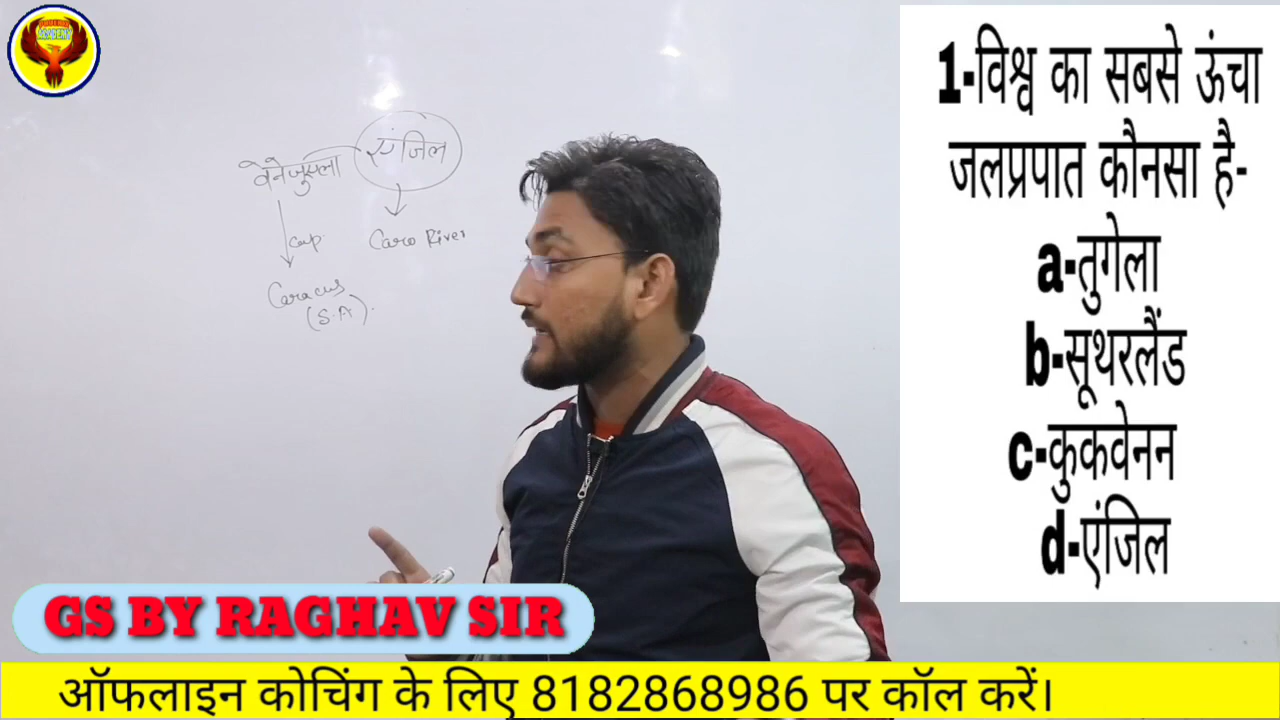 ACADEMY
वेनेजुएला
एंजिल
cap.
Caro River
Caracus
(S.A).
1-विश्व का सबसे ऊंचा
जलप्रपात कौनसा है-
a-तुगेला
b-सूथरलैंड
c-कुकवेनन
d-एंजिल
GS BY RAGHAV SIR
ऑफलाइन कोचिंग के लिए 8182868986 पर कॉल करें।